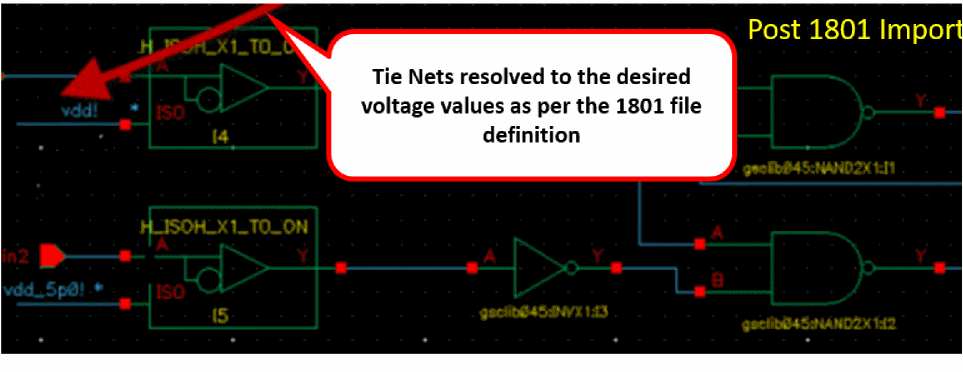 Post 1801 Import
H_ISOH_X1_TO_O
A
Y
vdd! *
ISO
I4
Tie Nets resolved to the desired
voltage values as per the 1801 file
definition
Y
gsclib045:NAND2X1:I1
H_ISOH_X1_TO_ON
in2
A
Y
A
Y
A
Y
vdd_5p0! *
ISO
B
I5
gsclib045:INVX1:I3
gsclib045:NAND2X1:I2